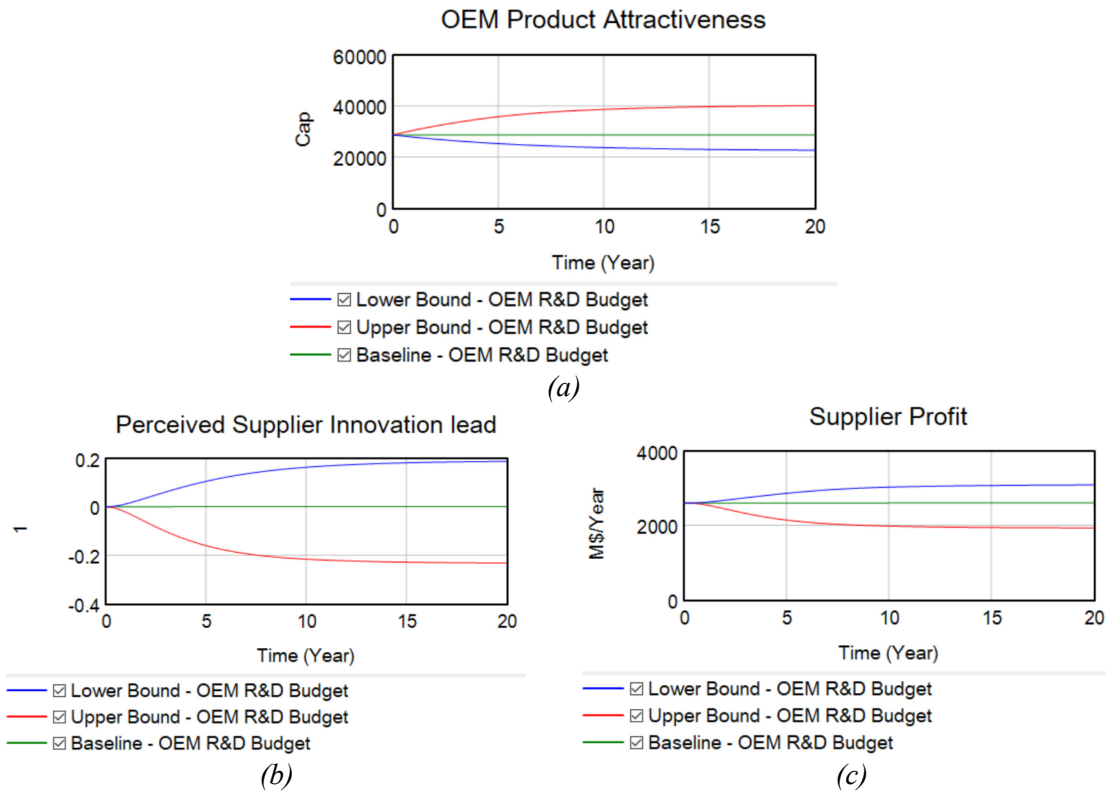 OEM Product Attractiveness
60000
40000
20000
0
Cap
0 5 10 15 20
Time (Year)
Lower Bound - OEM R&D Budget
Upper Bound - OEM R&D Budget
Baseline - OEM R&D Budget
(a)
Perceived Supplier Innovation lead
0.2
0
-0.2
-0.4
1
0 5 10 15 20
Time (Year)
Lower Bound - OEM R&D Budget
Upper Bound - OEM R&D Budget
Baseline - OEM R&D Budget
(b)
Supplier Profit
4000
2000
0
M$/Year
0 5 10 15 20
Time (Year)
Lower Bound - OEM R&D Budget
Upper Bound - OEM R&D Budget
Baseline - OEM R&D Budget
(c)